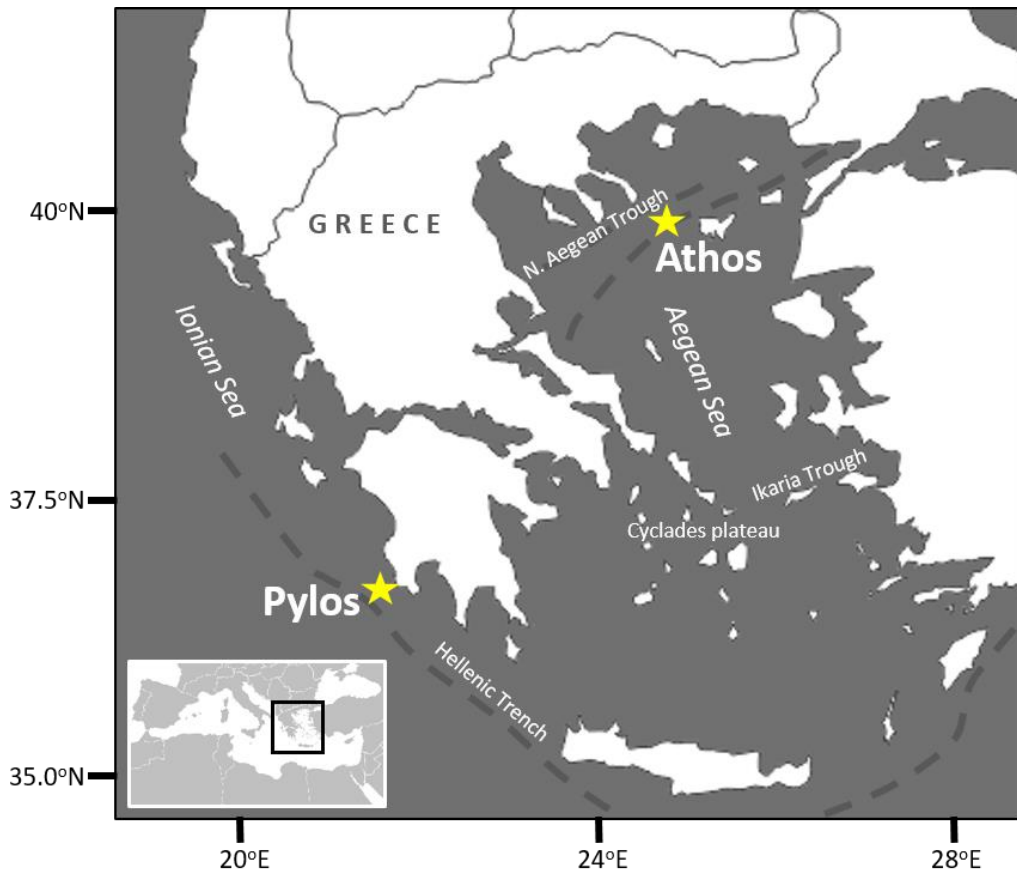 40°N
GREECE
N. Aegean Trough
Athos
Ionian Sea
Aegean Sea
Ikaria Trough
37.5°N
Cyclades plateau
Pylos
Hellenic Trench
35.0°N
20°E
24°E
28°E